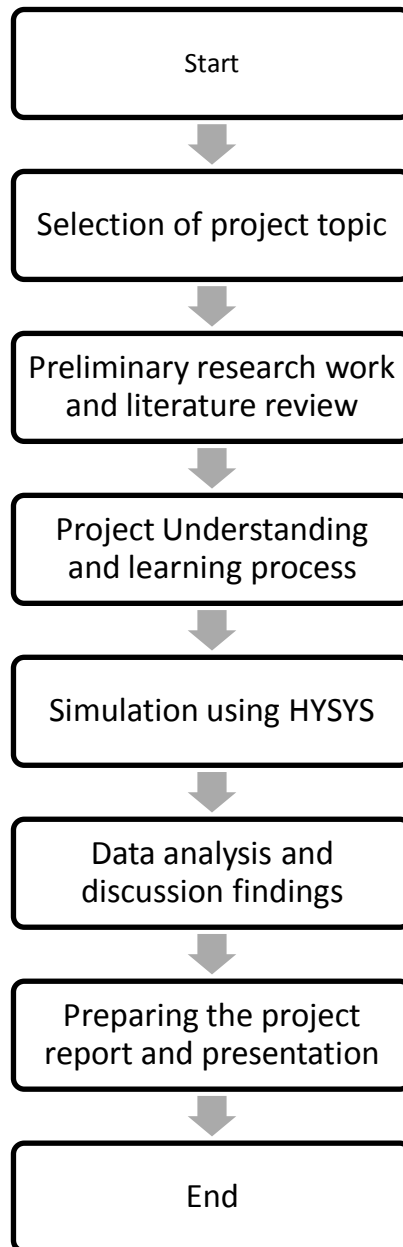 Start
Selection of project topic
Preliminary research work
and literature review
Project Understanding
and learning process
Simulation using HYSYS
Data analysis and
discussion findings
Preparing the project
report and presentation
End